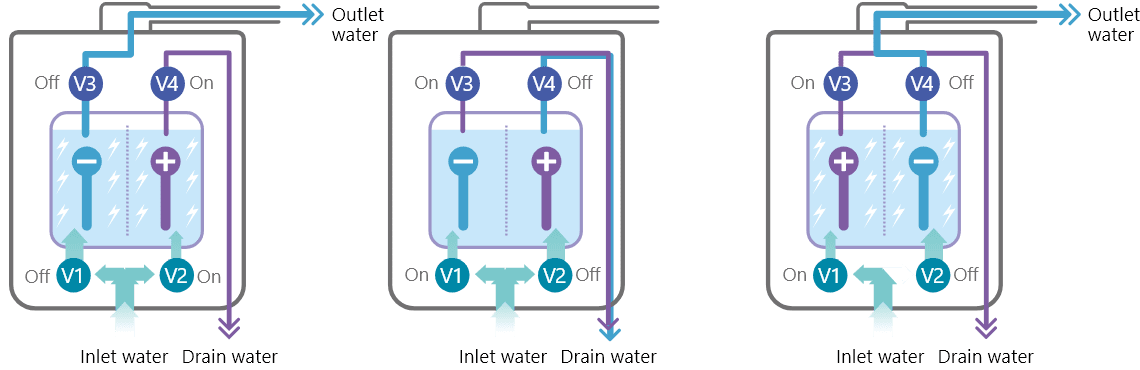 Outlet
water
Off V3 V4 On
− +
Off V1 V2 On
Inlet water Drain water
On V3 V4 Off
− +
On V1 V2 Off
Inlet water Drain water
Outlet
water
On V3 V4 Off
+ −
On V1 V2 Off
Inlet water Drain water